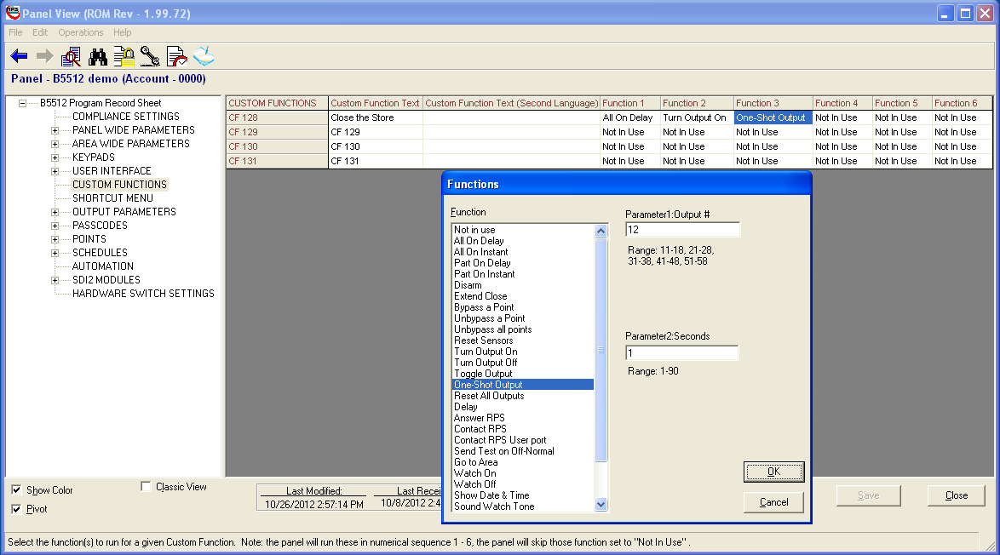 RPS Panel View (ROM Rev - 1.99.72)
File Edit Operations Help
Panel - B5512 demo (Account - 0000)
B5512 Program Record Sheet
COMPLIANCE SETTINGS
PANEL WIDE PARAMETERS
AREA WIDE PARAMETERS
KEYPADS
USER INTERFACE
CUSTOM FUNCTIONS
SHORTCUT MENU
OUTPUT PARAMETERS
PASSCODES
POINTS
SCHEDULES
AUTOMATION
SDI2 MODULES
HARDWARE SWITCH SETTINGS
CUSTOM FUNCTIONS Custom Function Text Custom Function Text (Second Language) Function 1 Function 2 Function 3 Function 4 Function 5 Function 6
CF 128 Close the Store All On Delay Turn Output On One-Shot Output Not In Use Not In Use Not In Use
CF 129 CF 129 Not In Use Not In Use Not In Use Not In Use Not In Use Not In Use
CF 130 CF 130 Not In Use Not In Use Not In Use Not In Use Not In Use Not In Use
CF 131 CF 131 Not In Use Not In Use Not In Use Not In Use Not In Use Not In Use
Functions
Function
Not in use
All On Delay
All On Instant
Part On Delay
Part On Instant
Disarm
Extend Close
Bypass a Point
Unbypass a Point
Unbypass all points
Reset Sensors
Turn Output On
Turn Output Off
Toggle Output
One-Shot Output
Reset All Outputs
Delay
Answer RPS
Contact RPS
Contact RPS User port
Send Test on Off-Normal
Go to Area
Watch On
Watch Off
Show Date & Time
Sound Watch Tone
Parameter1:Output #
12
Range: 11-18, 21-28,
31-38, 41-48, 51-58
Parameter2:Seconds
1
Range: 1-90
OK
Cancel
Show Color
Classic View
Pivot
Last Modified:
10/26/2012 2:57:14 PM
Last Recei
10/8/2012 2:4
Save
Close
Select the function(s) to run for a given Custom Function. Note: the panel will run these in numerical sequence 1 - 6, the panel will skip those function set to "Not In Use" .